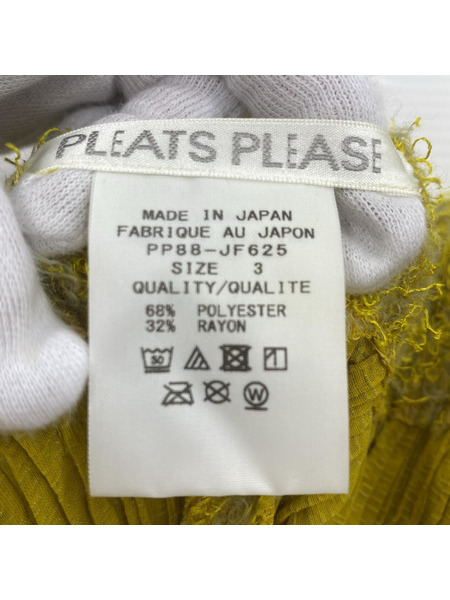 PLEATS PLEASE
MADE IN JAPAN
FABRIQUE AU JAPON
PP88-JF625
SIZE 3
QUALITY/QUALITE
68% POLYESTER
32% RAYON
30
W